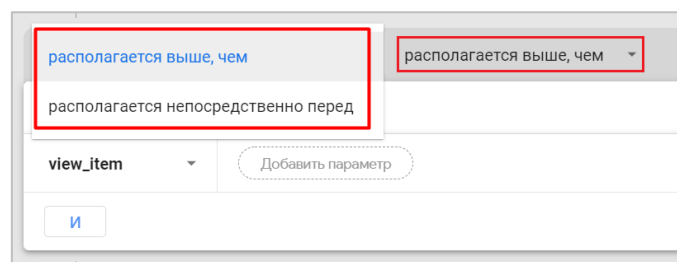 располагается выше, чем
располагается выше, чем
располагается непосредственно перед
view_item
Добавить параметр
И